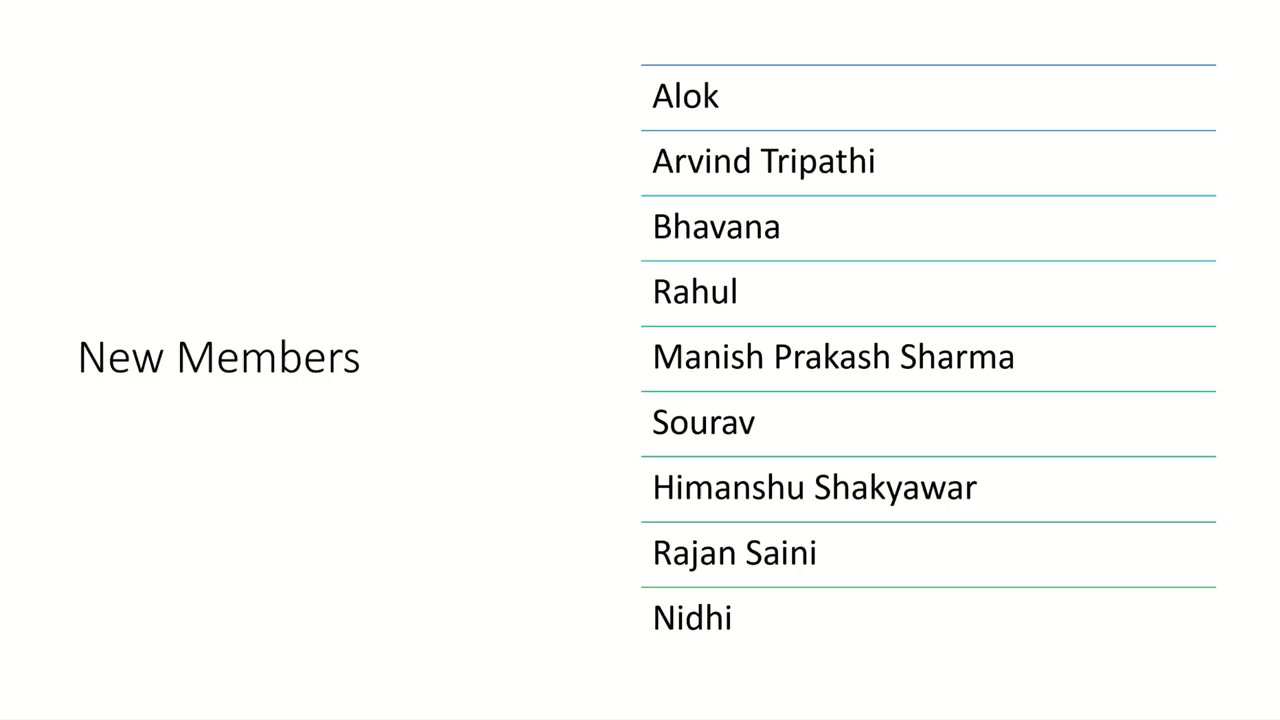 New Members
Alok
Arvind Tripathi
Bhavana
Rahul
Manish Prakash Sharma
Sourav
Himanshu Shakyawar
Rajan Saini
Nidhi